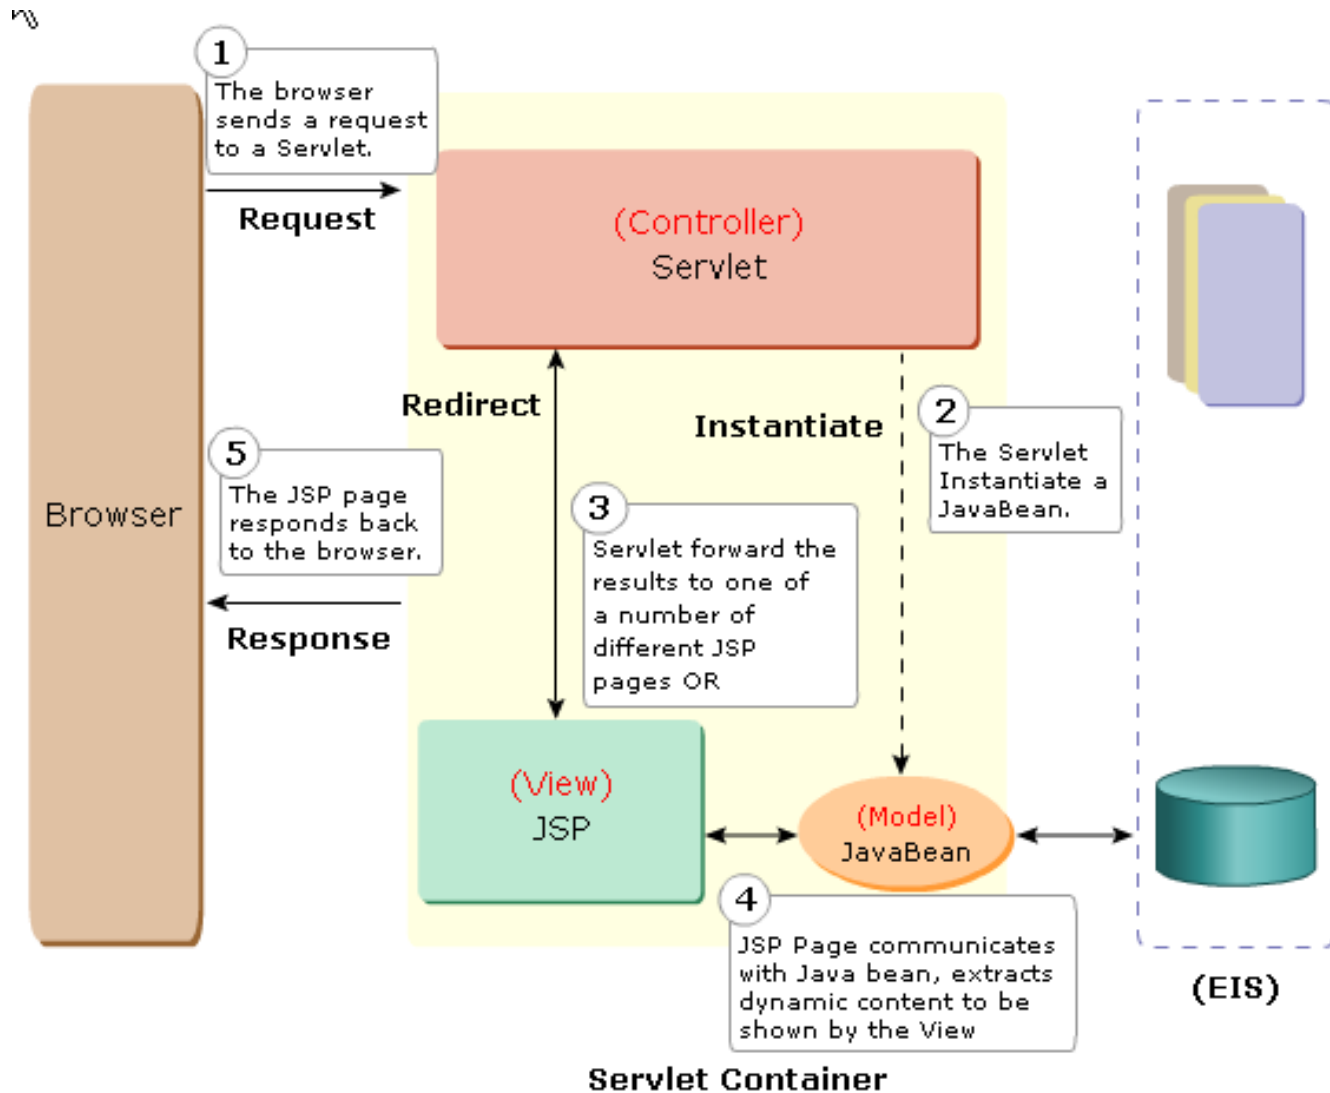 1
The browser
sends a request
to a Servlet.
Request
(Controller)
Servlet
Redirect
Instantiate
2
The Servlet
Instantiate a
JavaBean.
3
Servlet forward the
results to one of
a number of
different JSP
pages OR
5
The JSP page
responds back
to the browser.
Browser
Response
(View)
JSP
(Model)
JavaBean
4
JSP Page communicates
with Java bean, extracts
dynamic content to be
shown by the View
(EIS)
Servlet Container